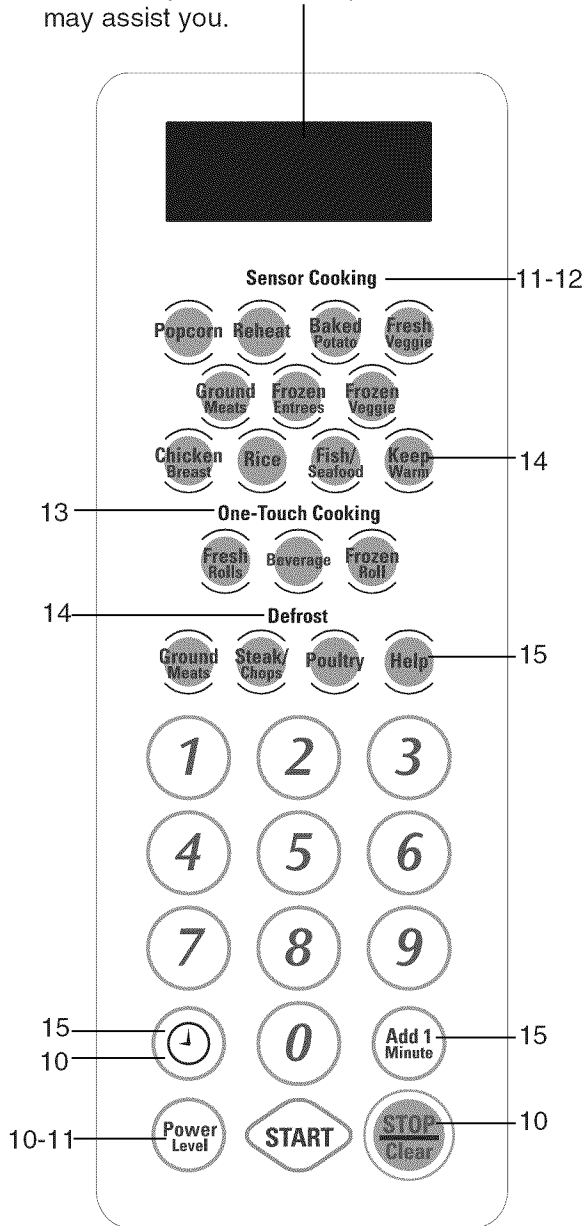 may assist you.
Sensor Cooking 11-12
Popcorn Reheat Baked Potato Fresh Veggie
Ground Meats Frozen Entrees Frozen Veggie
Chicken Breast Rice Fish/ Seafood Keep Warm 14
13 One-Touch Cooking
Fresh Rolls Beverage Frozen Roll
14 Defrost
Ground Meats Steak/ Chops Poultry Help 15
1 2 3
4 5 6
7 8 9
15
10
0 Add 1 Minute 15
10-11 Power Level START STOP Clear 10